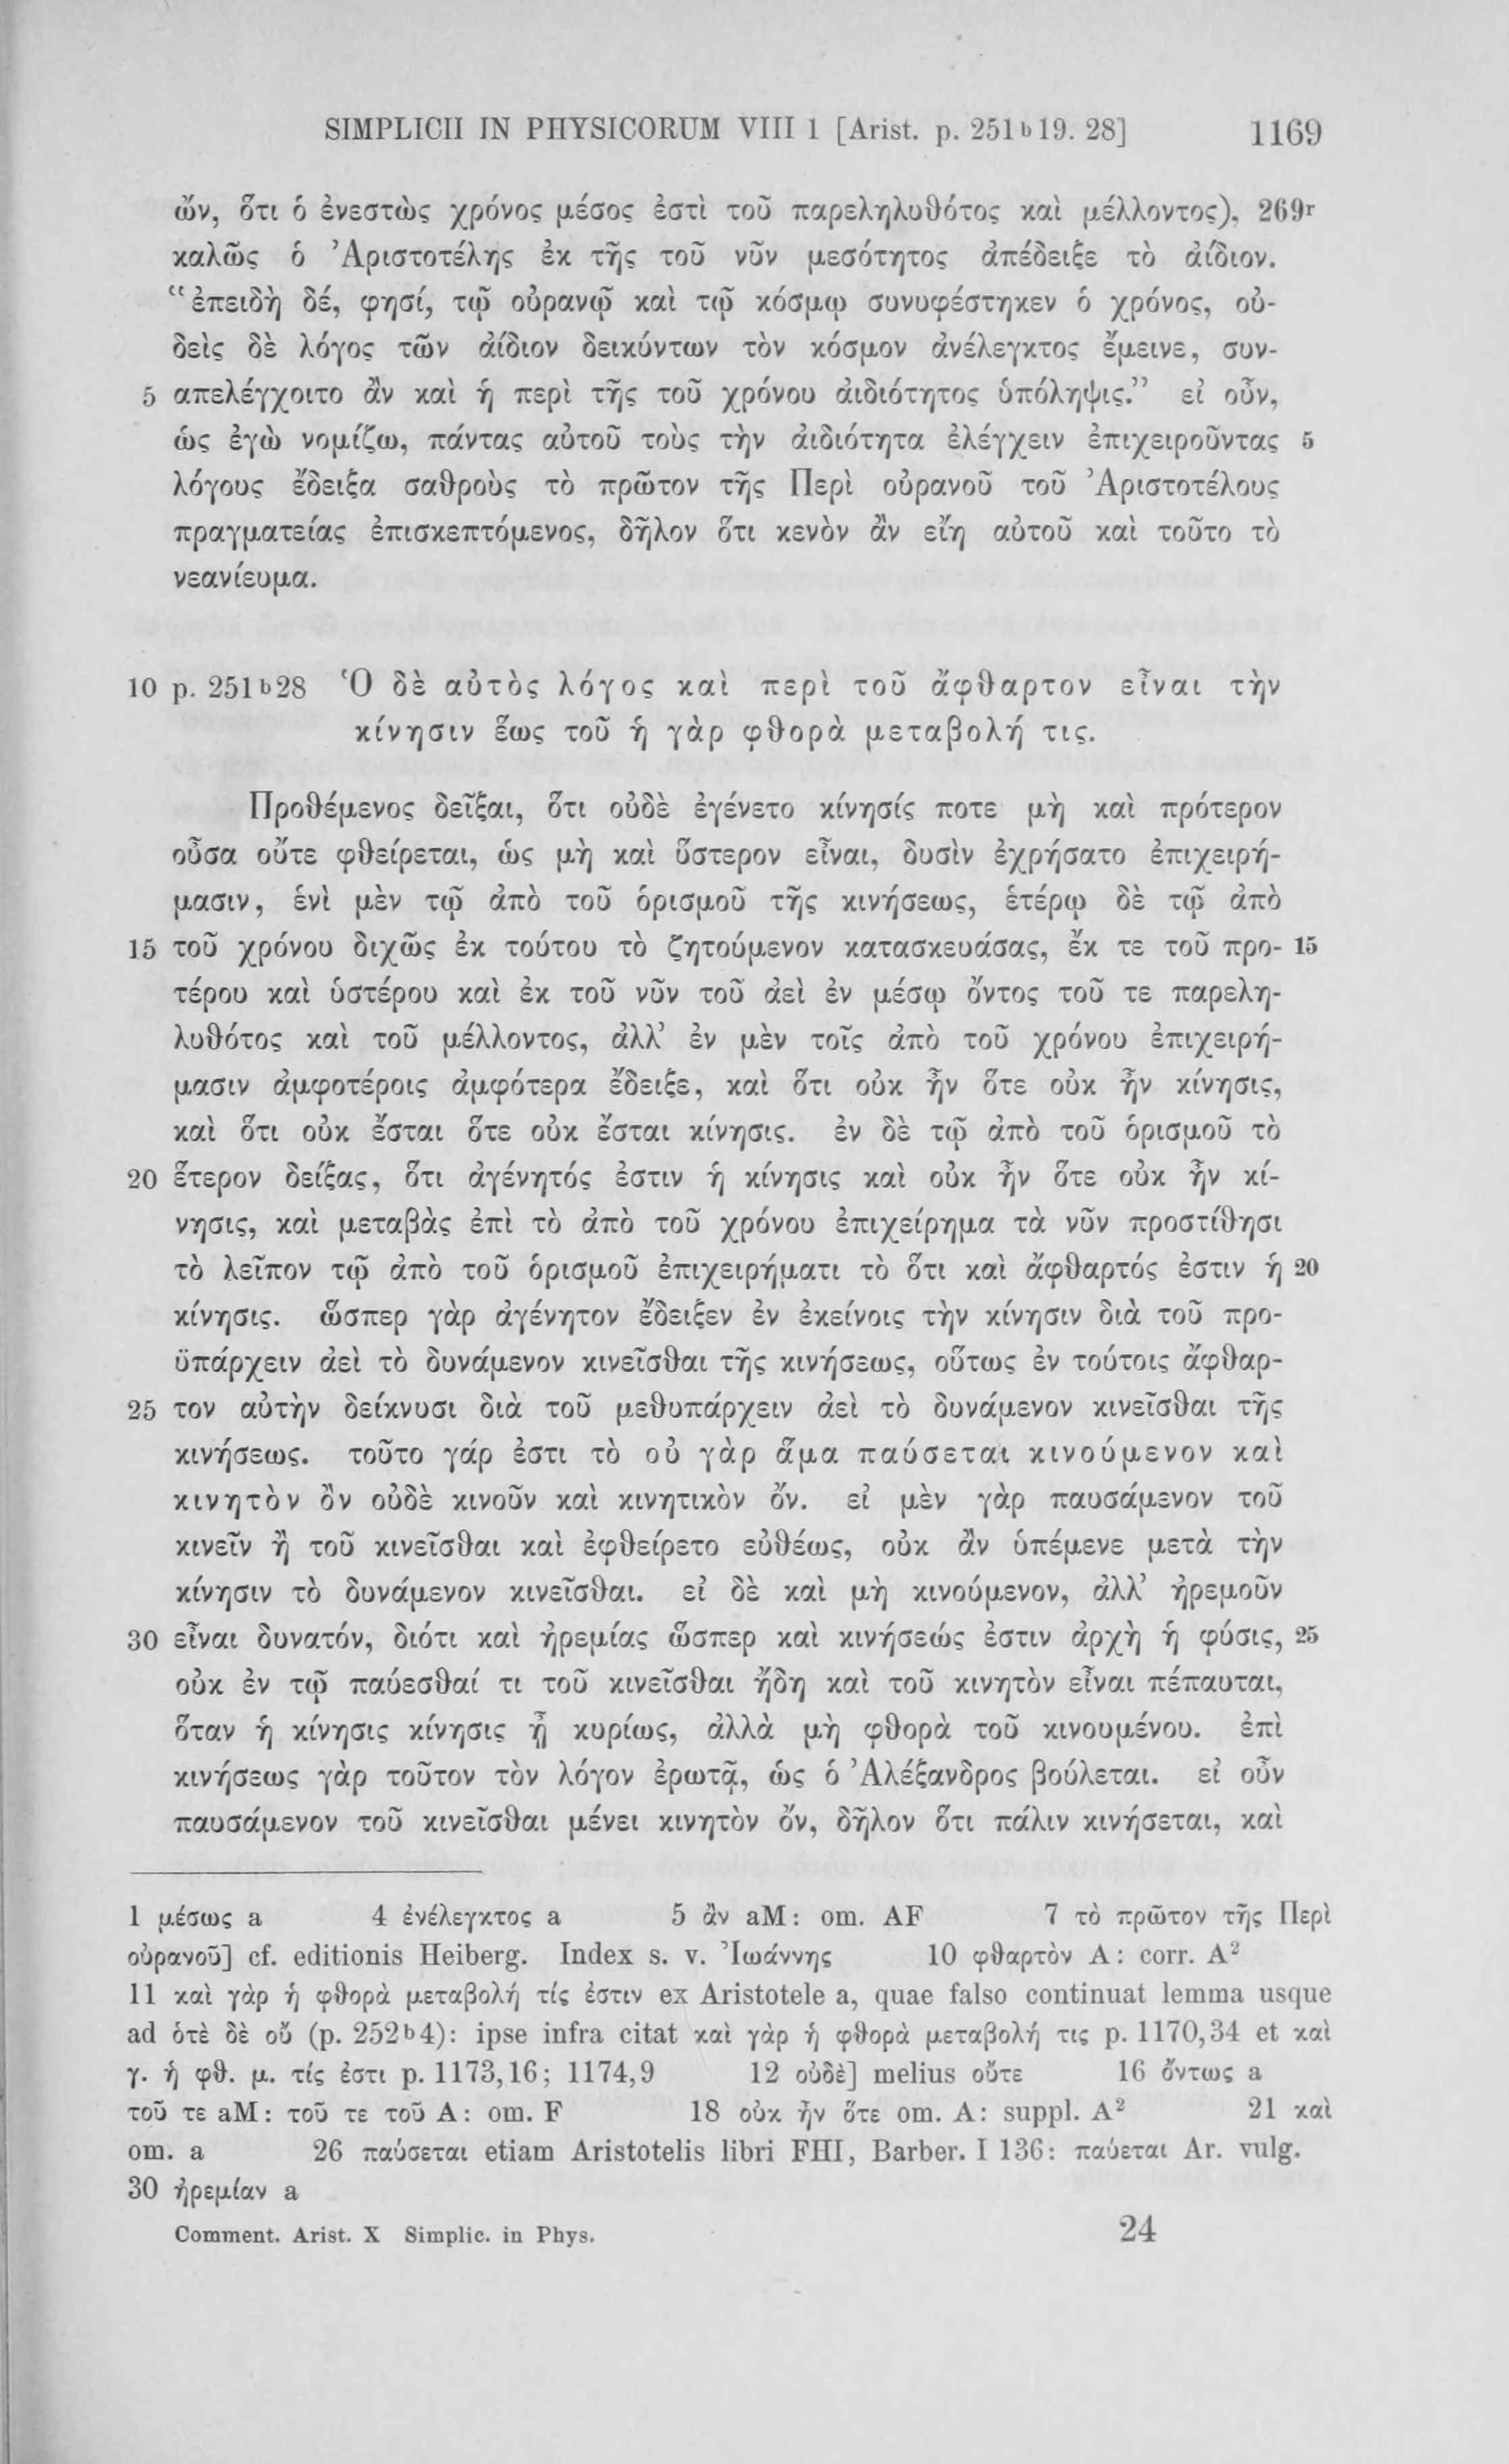 SIMPLICII IN PHYSICORUM VIII 1 [Arist. p. 251ᵇ19. 28] 1169
ὤν, ὅτι ὁ ἐνεστὼς χρόνος μέσος ἐστὶ τοῦ παρεληλυθότος καὶ μέλλοντος), 269ʳ
καλῶς ὁ Ἀριστοτέλης ἐκ τῆς τοῦ νῦν μεσότητος ἀπέδειξε τὸ ἀίδιον.
“ἐπειδὴ δέ, φησί, τῷ οὐρανῷ καὶ τῷ κόσμῳ συνυφέστηκεν ὁ χρόνος, οὐ-
δεὶς δὲ λόγος τῶν ἀίδιον δεικύντων τὸν κόσμον ἀνέλεγκτος ἔμεινε, συν-
5 απελέγχοιτο ἂν καὶ ἡ περὶ τῆς τοῦ χρόνου ἀιδιότητος ὑπόληψις.” εἰ οὖν,
ὡς ἐγὼ νομίζω, πάντας αὐτοῦ τοὺς τὴν ἀιδιότητα ἐλέγχειν ἐπιχειροῦντας 5
λόγους ἔδειξα σαθροὺς τὸ πρῶτον τῆς Περὶ οὐρανοῦ τοῦ Ἀριστοτέλους
πραγματείας ἐπισκεπτόμενος, δῆλον ὅτι κενὸν ἂν εἴη αὐτοῦ καὶ τοῦτο τὸ
νεανίευμα.
10 p. 251ᵇ28 Ὁ δὲ αὐτὸς λόγος καὶ περὶ τοῦ ἄφθαρτον εἶναι τὴν
κίνησιν ἕως τοῦ ἡ γὰρ φθορὰ μεταβολή τις.
Προθέμενος δεῖξαι, ὅτι οὐδὲ ἐγένετο κίνησίς ποτε μὴ καὶ πρότερον
οὖσα οὔτε φθείρεται, ὡς μὴ καὶ ὕστερον εἶναι, δυσὶν ἐχρήσατο ἐπιχειρή-
μασιν, ἑνὶ μὲν τῷ ἀπὸ τοῦ ὁρισμοῦ τῆς κινήσεως, ἑτέρῳ δὲ τῷ ἀπὸ
15 τοῦ χρόνου διχῶς ἐκ τούτου τὸ ζητούμενον κατασκευάσας, ἔκ τε τοῦ προ- 15
τέρου καὶ ὑστέρου καὶ ἐκ τοῦ νῦν τοῦ ἀεὶ ἐν μέσῳ ὄντος τοῦ τε παρελη-
λυθότος καὶ τοῦ μέλλοντος, ἀλλ’ ἐν μὲν τοῖς ἀπὸ τοῦ χρόνου ἐπιχειρή-
μασιν ἀμφοτέροις ἀμφότερα ἔδειξε, καὶ ὅτι οὐκ ἦν ὅτε οὐκ ἦν κίνησις,
καὶ ὅτι οὐκ ἔσται ὅτε οὐκ ἔσται κίνησις. ἐν δὲ τῷ ἀπὸ τοῦ ὁρισμοῦ τὸ
20 ἕτερον δείξας, ὅτι ἀγένητός ἐστιν ἡ κίνησις καὶ οὐκ ἦν ὅτε οὐκ ἦν κί-
νησις, καὶ μεταβὰς ἐπὶ τὸ ἀπὸ τοῦ χρόνου ἐπιχείρημα τὰ νῦν προστίθησι
τὸ λεῖπον τῷ ἀπὸ τοῦ ὁρισμοῦ ἐπιχειρήματι τὸ ὅτι καὶ ἄφθαρτός ἐστιν ἡ 20
κίνησις. ὥσπερ γὰρ ἀγένητον ἔδειξεν ἐν ἐκείνοις τὴν κίνησιν διὰ τοῦ προ-
ϋπάρχειν ἀεὶ τὸ δυνάμενον κινεῖσθαι τῆς κινήσεως, οὕτως ἐν τούτοις ἄφθαρ-
25 τον αὐτὴν δείκνυσι διὰ τοῦ μεθυπάρχειν ἀεὶ τὸ δυνάμενον κινεῖσθαι τῆς
κινήσεως. τοῦτο γάρ ἐστι τὸ οὐ γὰρ ἅμα παύσεται κινούμενον καὶ
κινητὸν ὂν οὐδὲ κινοῦν καὶ κινητικὸν ὄν. εἰ μὲν γὰρ παυσάμενον τοῦ
κινεῖν ἢ τοῦ κινεῖσθαι καὶ ἐφθείρετο εὐθέως, οὐκ ἂν ὑπέμενε μετὰ τὴν
κίνησιν τὸ δυνάμενον κινεῖσθαι. εἰ δὲ καὶ μὴ κινούμενον, ἀλλ’ ἠρεμοῦν
30 εἶναι δυνατόν, διότι καὶ ἠρεμίας ὥσπερ καὶ κινήσεώς ἐστιν ἀρχὴ ἡ φύσις, 25
οὐκ ἐν τῷ παύεσθαί τι τοῦ κινεῖσθαι ἤδη καὶ τοῦ κινητὸν εἶναι πέπαυται,
ὅταν ἡ κίνησις κίνησις ᾖ κυρίως, ἀλλὰ μὴ φθορὰ τοῦ κινουμένου. ἐπὶ
κινήσεως γὰρ τοῦτον τὸν λόγον ἐρωτᾷ, ὡς ὁ Ἀλέξανδρος βούλεται. εἰ οὖν
παυσάμενον τοῦ κινεῖσθαι μένει κινητὸν ὄν, δῆλον ὅτι πάλιν κινήσεται, καὶ
1 μέσως a 4 ἐνέλεγκτος a 5 ἂν aM: om. AF 7 τὸ πρῶτον τῆς Περὶ
οὐρανοῦ] cf. editionis Heiberg. Index s. v. Ἰωάννης 10 φθαρτὸν A: corr. A²
11 καὶ γὰρ ἡ φθορὰ μεταβολή τίς ἐστιν ex Aristotele a, quae falso continuat lemma usque
ad ὁτὲ δὲ οὔ (p. 252ᵇ4): ipse infra citat καὶ γὰρ ἡ φθορὰ μεταβολή τις p. 1170,34 et καὶ
γ. ἡ φθ. μ. τίς ἐστι p. 1173,16; 1174,9 12 οὐδὲ] melius οὔτε 16 ὄντως a
τοῦ τε aM: τοῦ τε τοῦ A: om. F 18 οὐκ ἦν ὅτε om. A: suppl. A² 21 καὶ
om. a 26 παύσεται etiam Aristotelis libri FHI, Barber. I 136: παύεται Ar. vulg.
30 ἠρεμίαν a
Comment. Arist. X Simplic. in Phys. 24